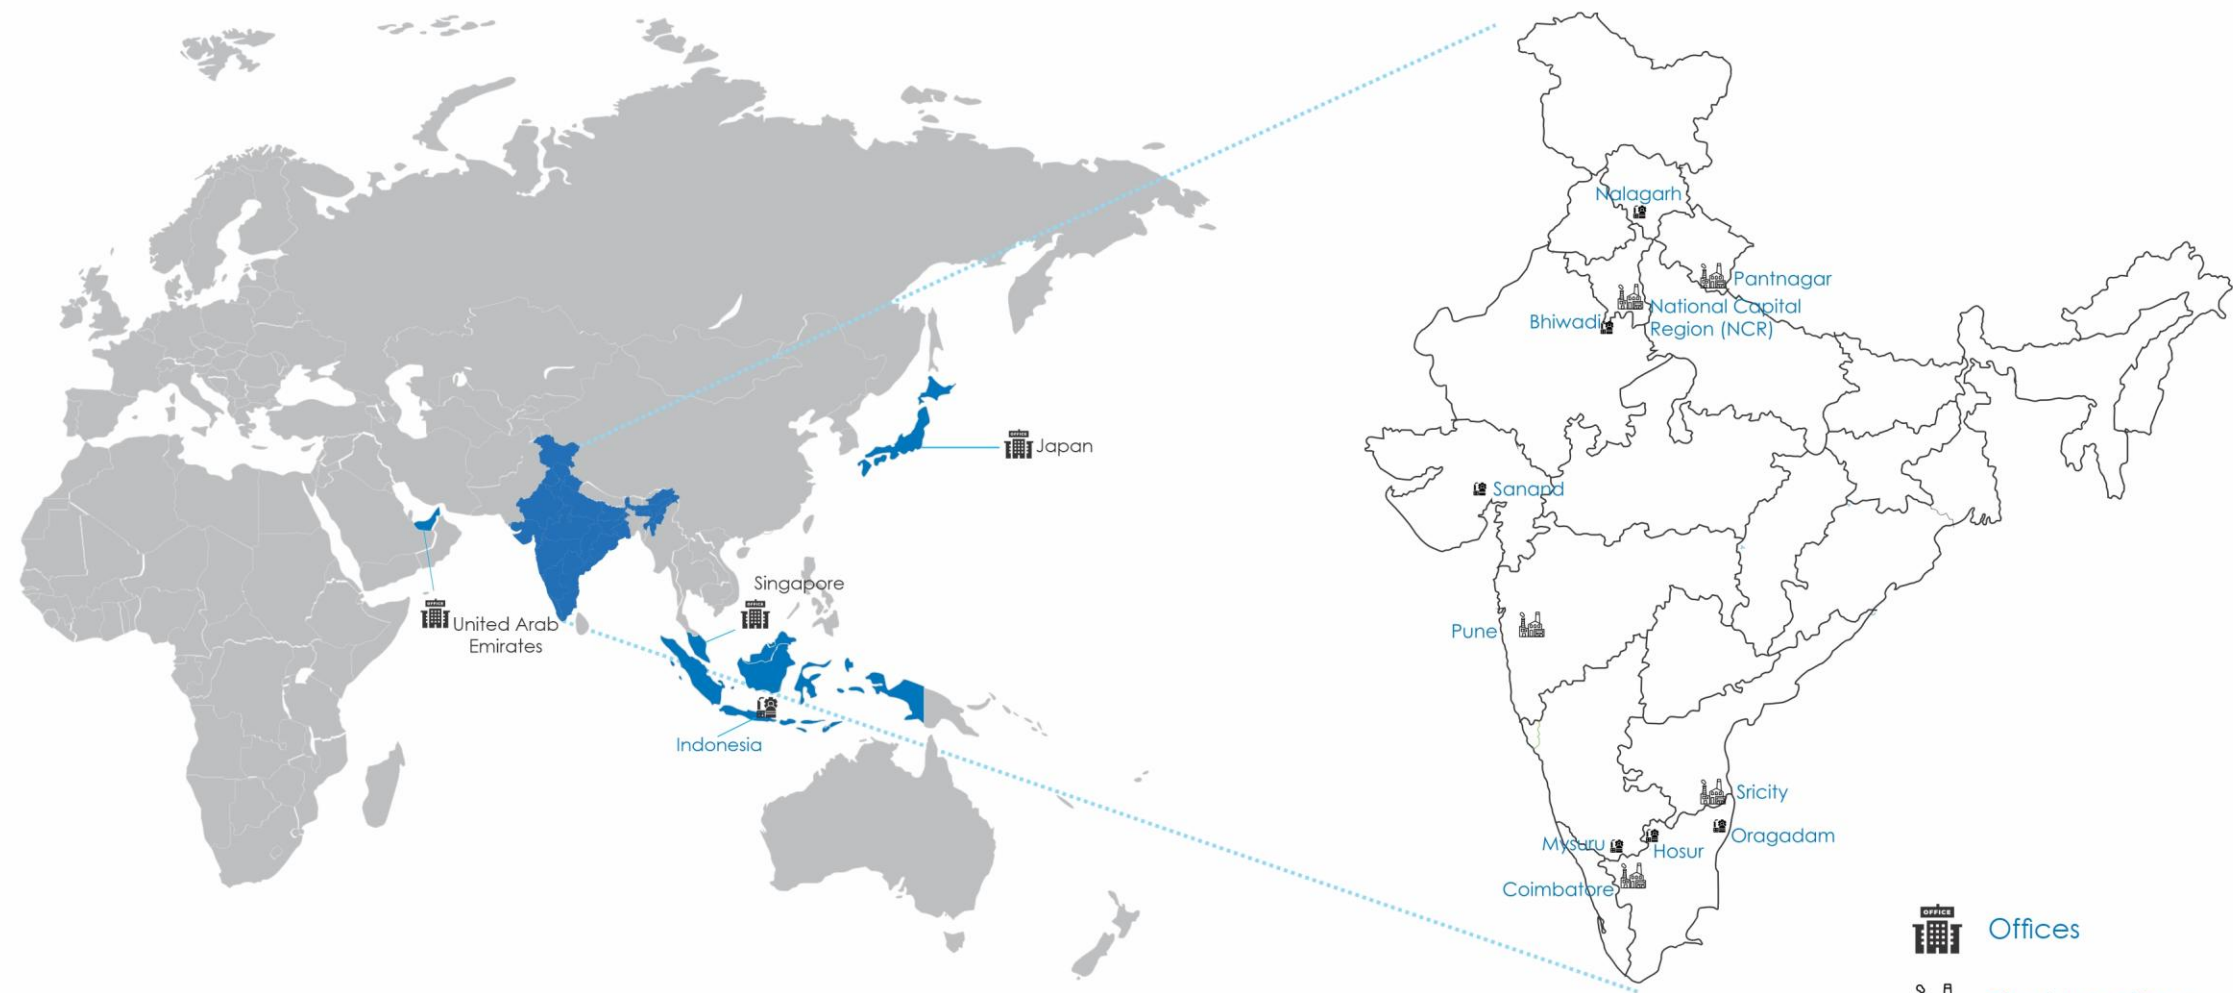 Nalagarh
Pantnagar
National Capital
Region (NCR)
Bhiwadi
Japan
Sanand
Singapore
United Arab
Emirates
Pune
Indonesia
Sricity
Oragadam
Mysuru
Hosur
Coimbatore
OFFICE
Offices